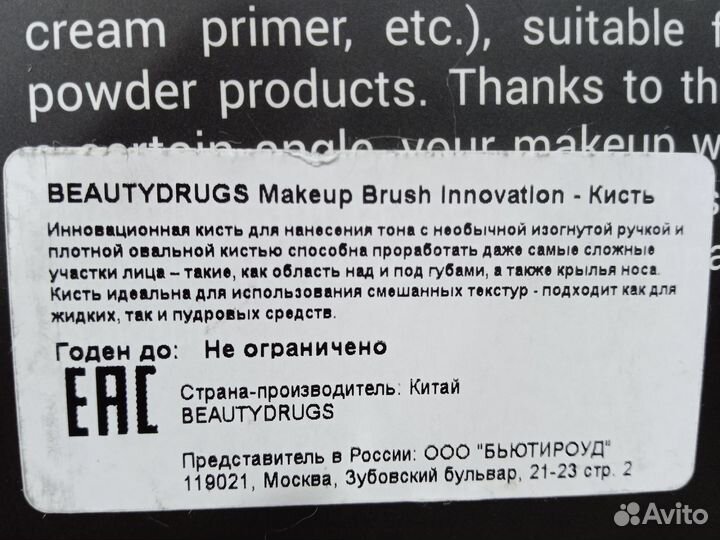 cream primer, etc.), suitable f
powder products. Thanks to th
a certain angle, your makeup w
BEAUTYDRUGS Makeup Brush Innovation - Кисть
Инновационная кисть для нанесения тона с необычной изогнутой ручкой и
плотной овальной кистью способна проработать даже самые сложные
участки лица – такие, как область над и под губами, а также крылья носа.
Кисть идеальна для использования смешанных текстур - подходит как для
жидких, так и пудровых средств.
Годен до: Не ограничено
EAC
Страна-производитель: Китай
BEAUTYDRUGS
Представитель в России: ООО "БЬЮТИРОУД"
119021, Москва, Зубовский бульвар, 21-23 стр. 2
Avito